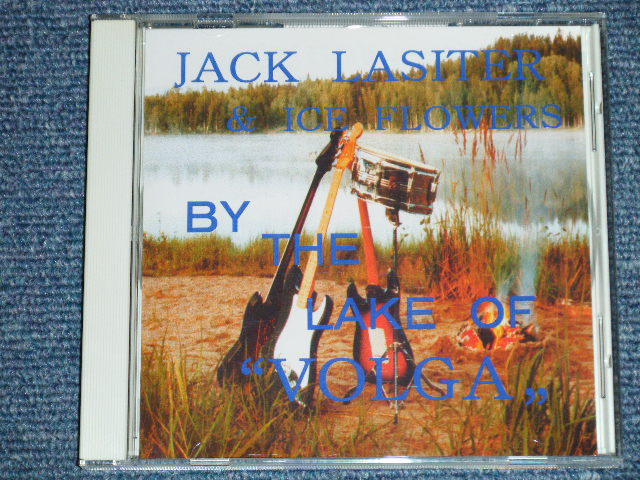 JACK LASITER
& ICE FLOWERS
BY
THE
LAKE OF
“VOLGA„